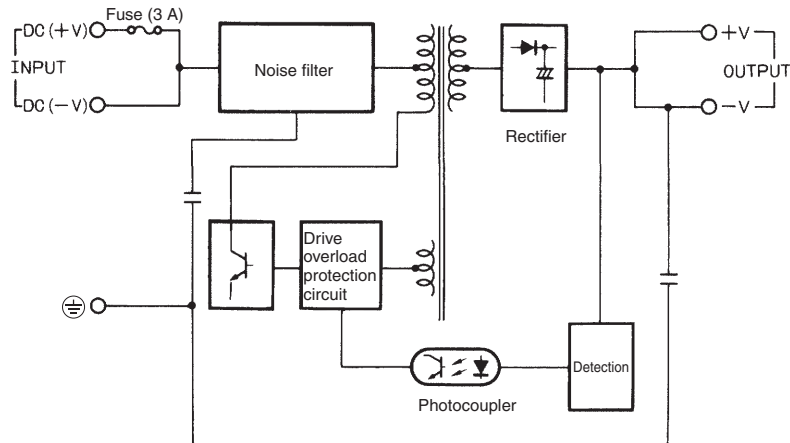 Fuse (3 A)
DC (+V)
INPUT
DC (−V)
Noise filter
Rectifier
+V
OUTPUT
−V
Drive
overload
protection
circuit
Detection
Photocoupler